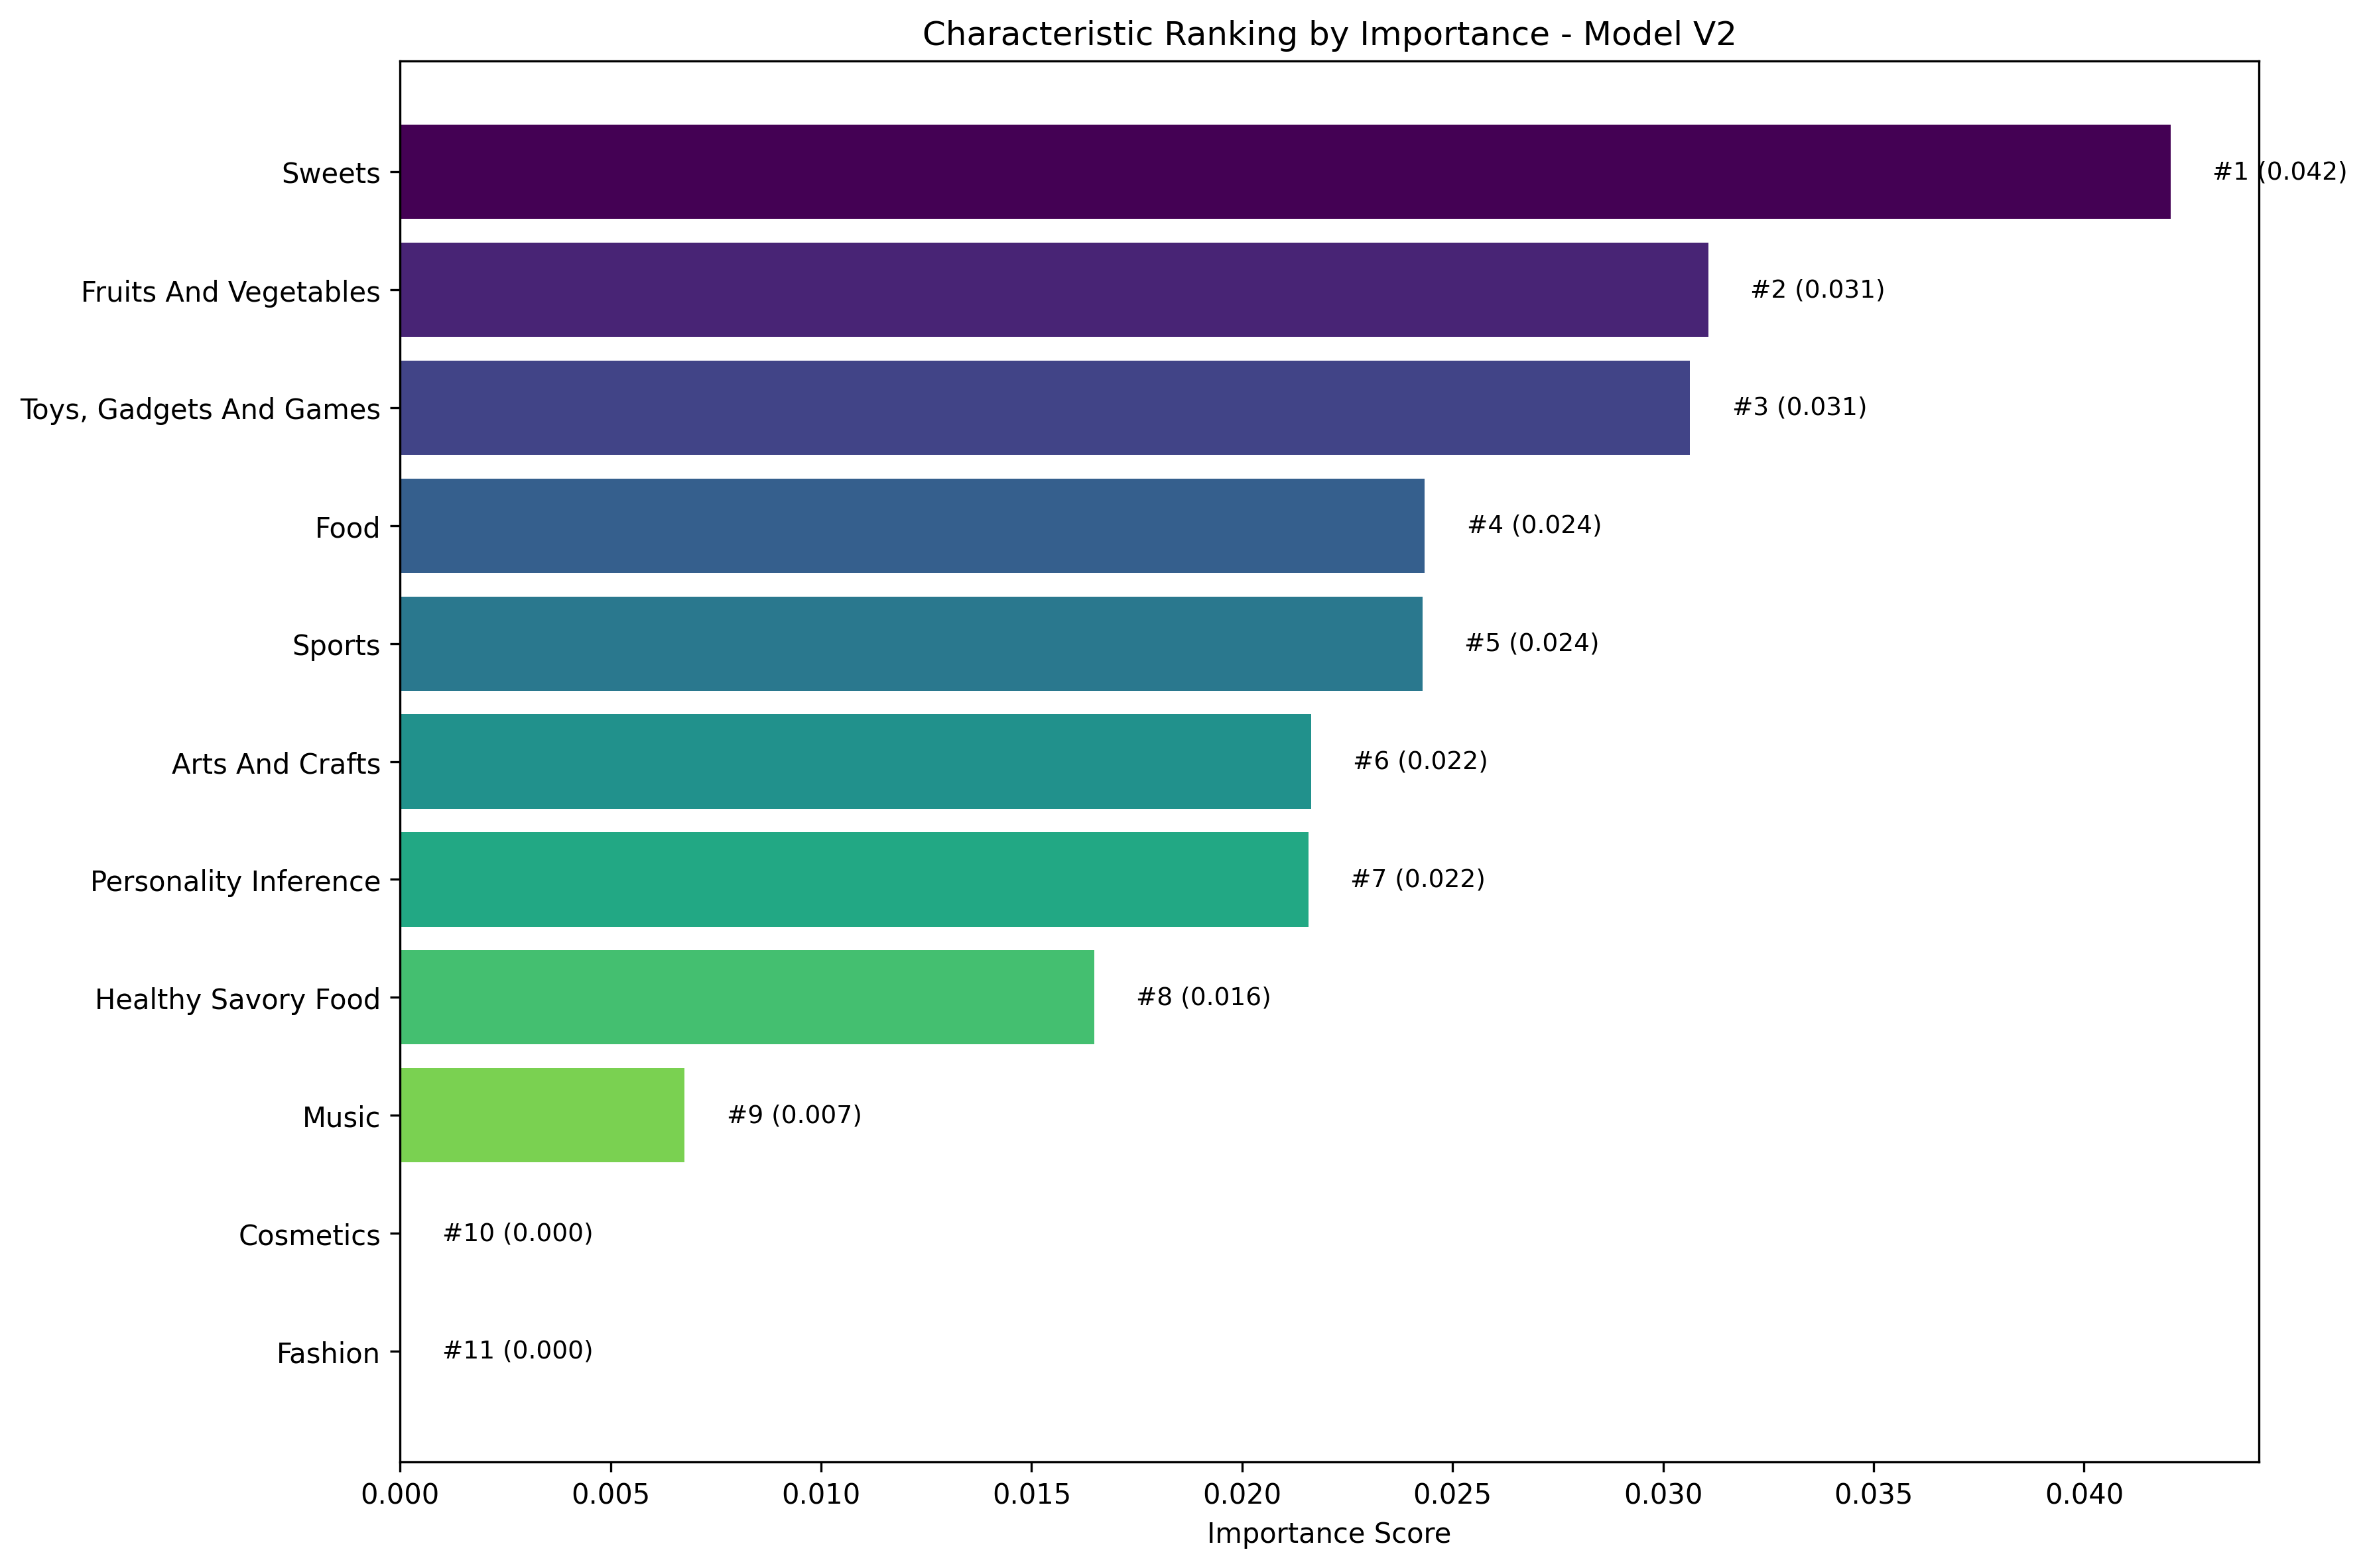 Characteristic Ranking by Importance - Model V2
Sweets #1 (0.042)
Fruits And Vegetables #2 (0.031)
Toys, Gadgets And Games #3 (0.031)
Food #4 (0.024)
Sports #5 (0.024)
Arts And Crafts #6 (0.022)
Personality Inference #7 (0.022)
Healthy Savory Food #8 (0.016)
Music #9 (0.007)
Cosmetics #10 (0.000)
Fashion #11 (0.000)
0.000 0.005 0.010 0.015 0.020 0.025 0.030 0.035 0.040
Importance Score